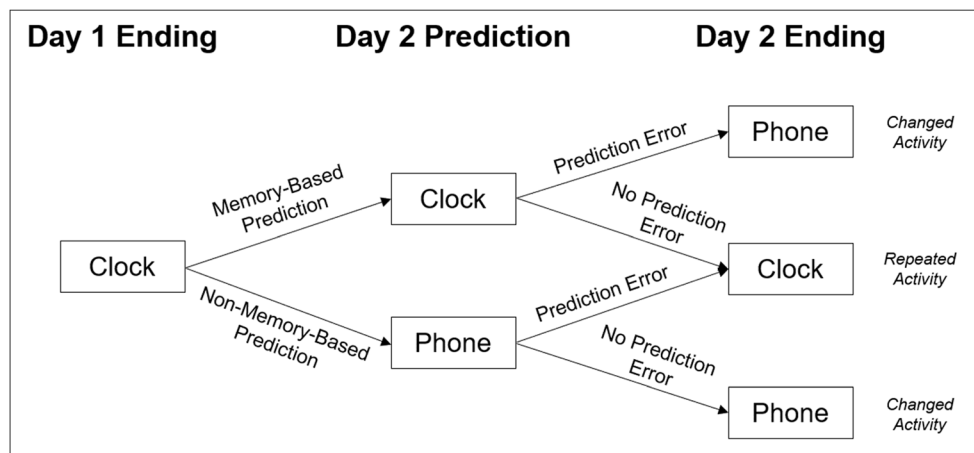 Day 1 Ending
Day 2 Prediction
Day 2 Ending
Clock
Memory-Based
Prediction
Non-Memory-Based
Prediction
Clock
Phone
Prediction Error
No Prediction
Error
Prediction Error
No Prediction
Error
Phone
Changed
Activity
Clock
Repeated
Activity
Phone
Changed
Activity